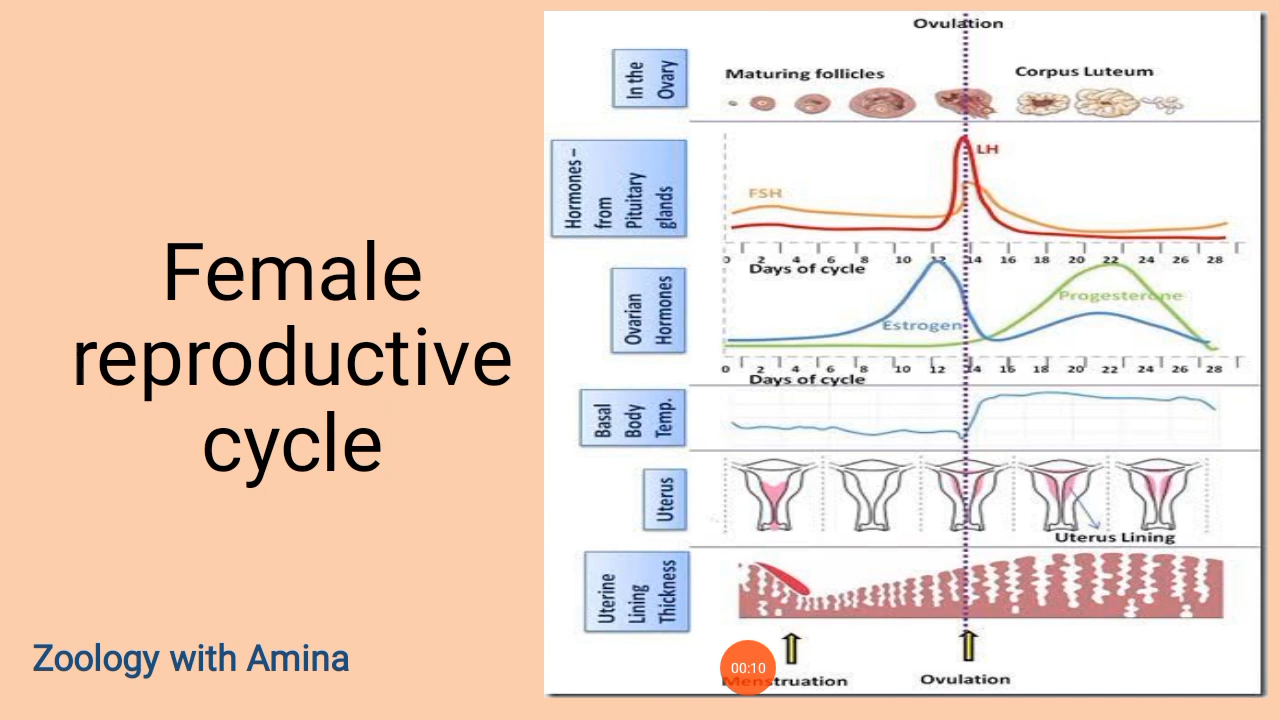 Female
reproductive
cycle
Zoology with Amina
Ovulation
In the
Ovary
Maturing follicles
Corpus Luteum
Hormones –
from
Pituitary
glands
LH
FSH
0 2 4 6 8 10 12 14 16 18 20 22 24 26 28
Days of cycle
Ovarian
Hormones
Progesterone
Estrogen
0 2 4 6 8 10 12 14 16 18 20 22 24 26 28
Days of cycle
Basal
Body
Temp.
Uterus
Uterus Lining
Uterine
Lining
Thickness
00:10
Menstruation
Ovulation